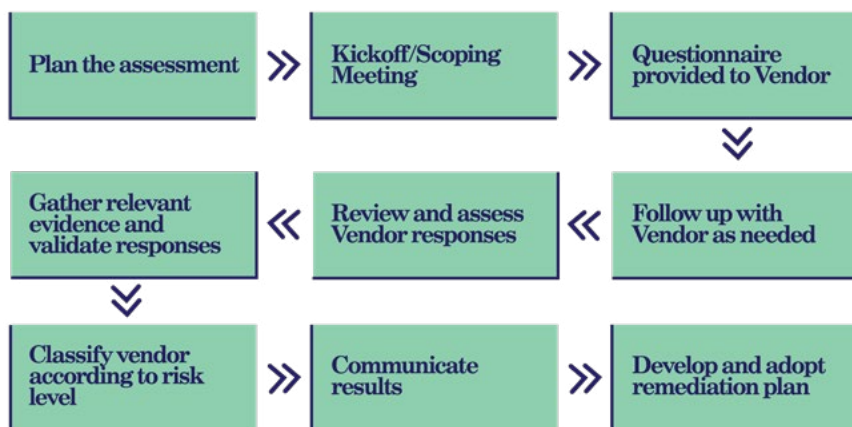 Plan the assessment
Kickoff/Scoping
Meeting
Questionnaire
provided to Vendor
Follow up with
Vendor as needed
Review and assess
Vendor responses
Gather relevant
evidence and
validate responses
Classify vendor
according to risk
level
Communicate
results
Develop and adopt
remediation plan